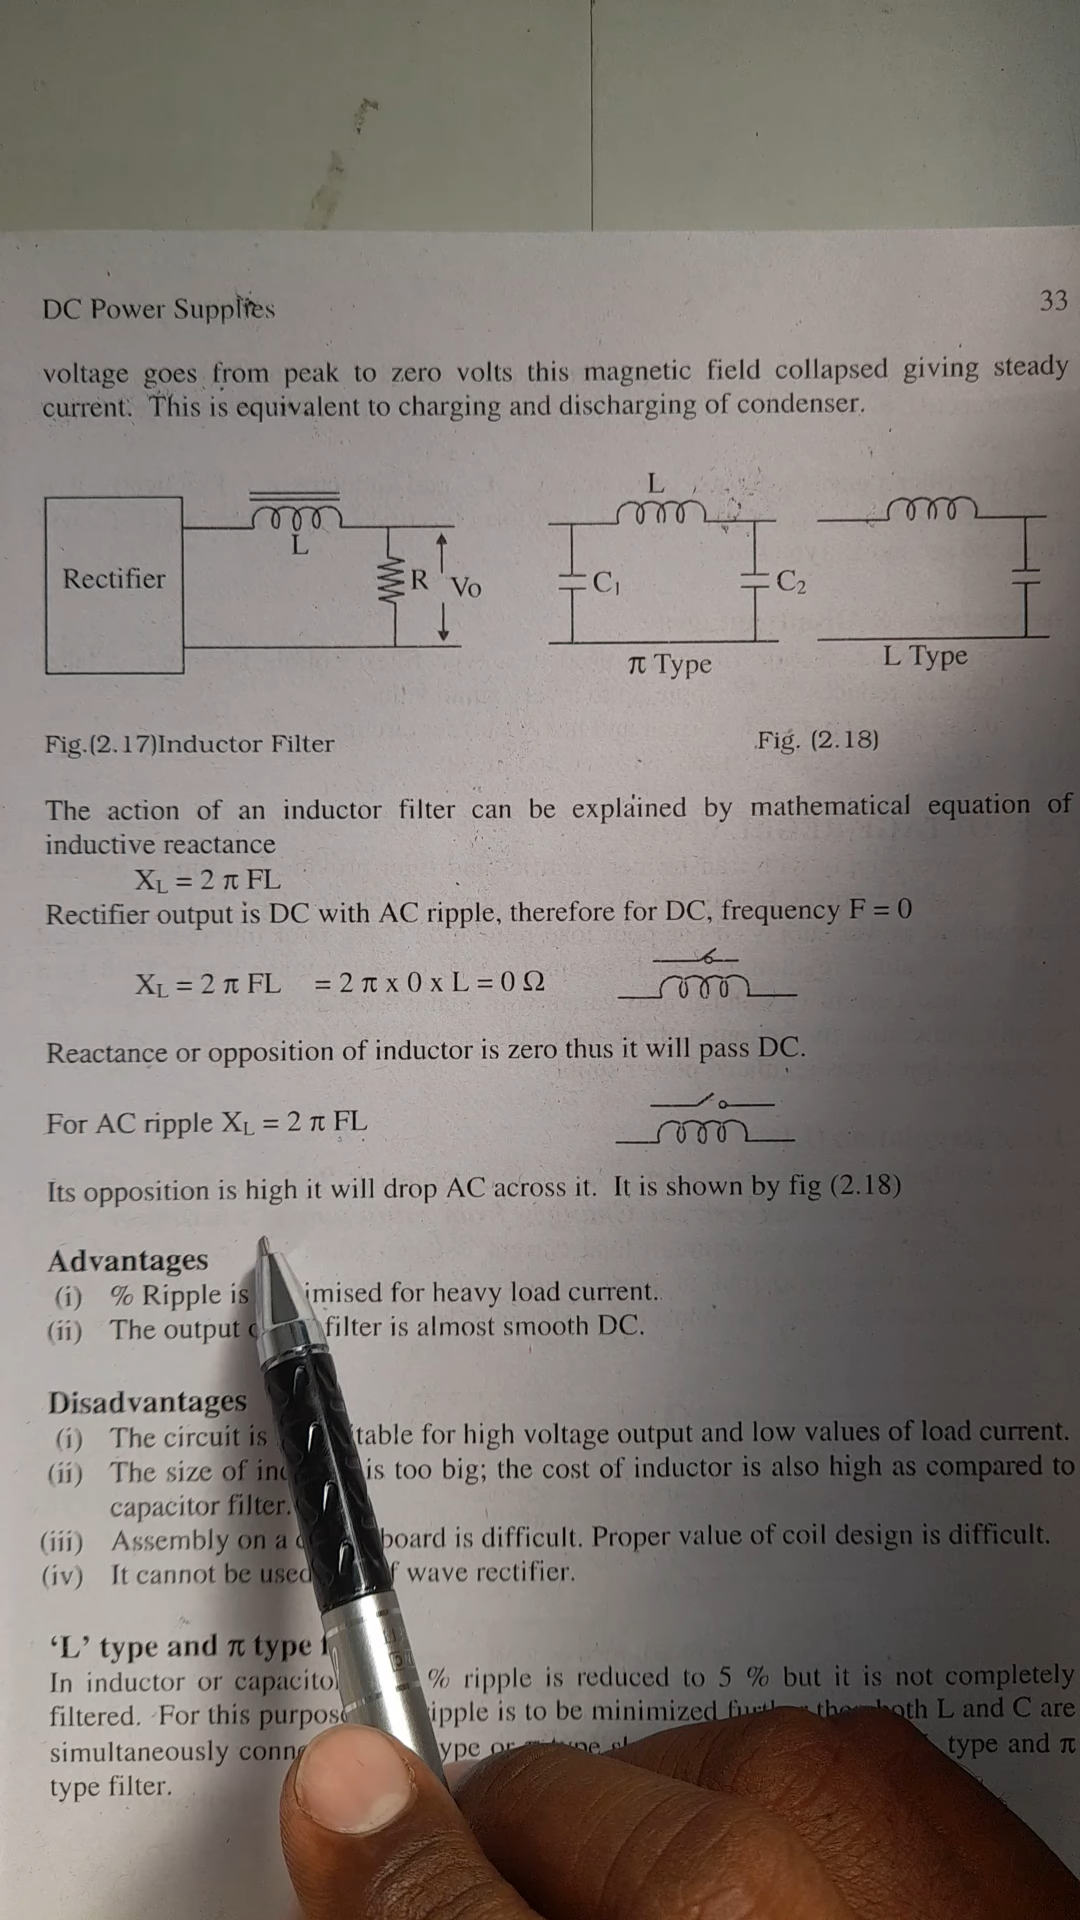 DC Power Supplies
33
voltage goes from peak to zero volts this magnetic field collapsed giving steady
current. This is equivalent to charging and discharging of condenser.
Rectifier
L
R
Vo
L
C₁
C₂
π Type
L Type
Fig.(2.17)Inductor Filter
Fig. (2.18)
The action of an inductor filter can be explained by mathematical equation of
inductive reactance
X_L = 2 π FL
Rectifier output is DC with AC ripple, therefore for DC, frequency F = 0
X_L = 2 π FL = 2 π x 0 x L = 0 Ω
Reactance or opposition of inductor is zero thus it will pass DC.
For AC ripple X_L = 2 π FL
Its opposition is high it will drop AC across it. It is shown by fig (2.18)
Advantages
(i) % Ripple is imised for heavy load current.
(ii) The output filter is almost smooth DC.
Disadvantages
(i) The circuit is table for high voltage output and low values of load current.
(ii) The size of is too big; the cost of inductor is also high as compared to
capacitor filter.
(iii) Assembly on a board is difficult. Proper value of coil design is difficult.
(iv) It cannot be used wave rectifier.
‘L’ type and π type
In inductor or % ripple is reduced to 5 % but it is not completely
filtered. For this is to be minimized L and C are
simultaneously type and π
type filter.